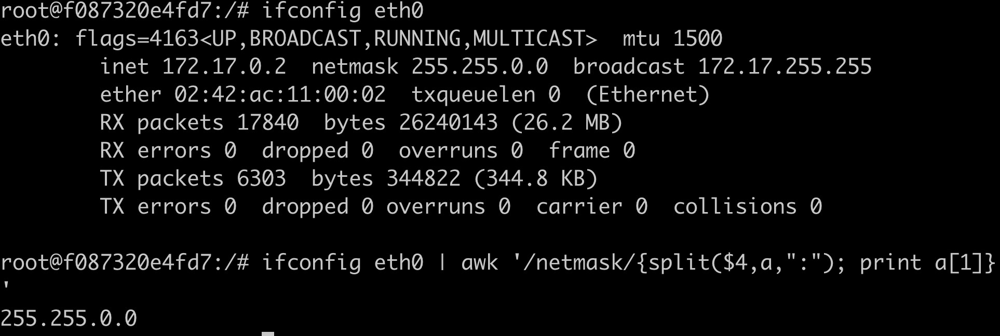 root@f087320e4fd7:/# ifconfig eth0
eth0: flags=4163<UP,BROADCAST,RUNNING,MULTICAST>  mtu 1500
        inet 172.17.0.2  netmask 255.255.0.0  broadcast 172.17.255.255
        ether 02:42:ac:11:00:02  txqueuelen 0  (Ethernet)
        RX packets 17840  bytes 26240143 (26.2 MB)
        RX errors 0  dropped 0  overruns 0  frame 0
        TX packets 6303  bytes 344822 (344.8 KB)
        TX errors 0  dropped 0 overruns 0  carrier 0  collisions 0
root@f087320e4fd7:/# ifconfig eth0 | awk '/netmask/{split($4,a,":"); print a[1]}
'
255.255.0.0